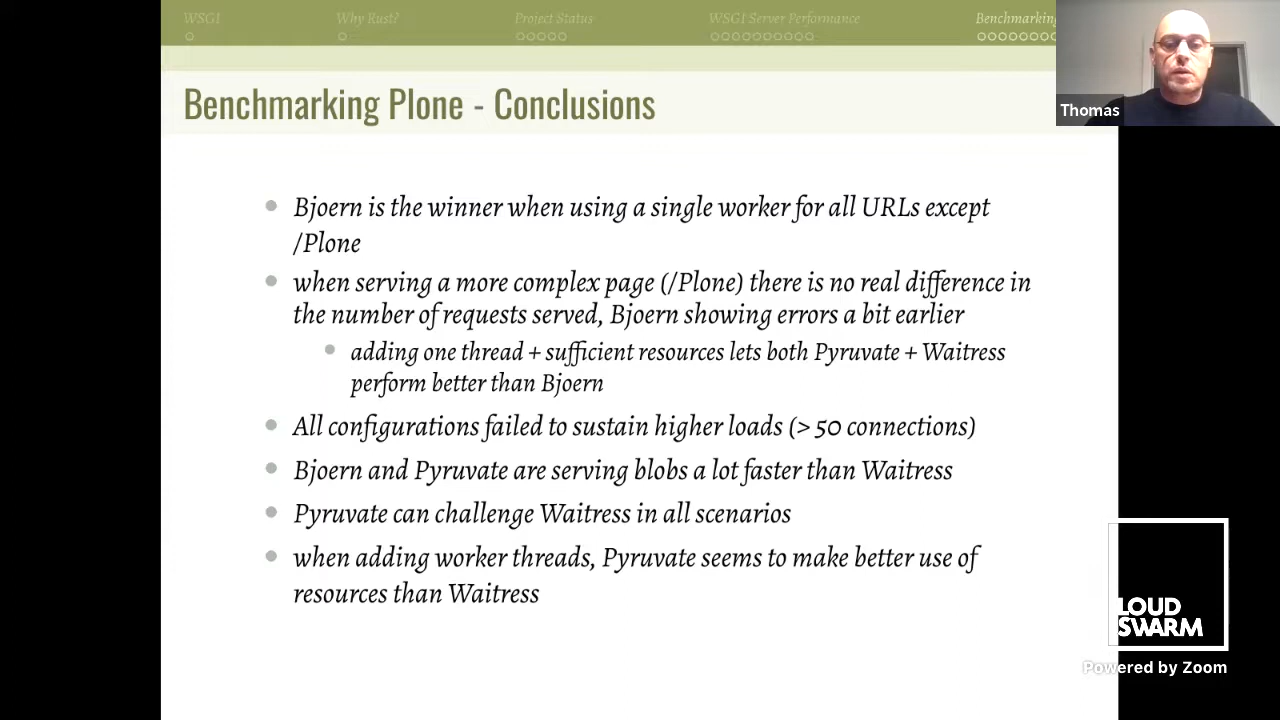 WSGI
Why Rust?
Project Status
WSGI Server Performance
Benchmarking
Thomas
Benchmarking Plone - Conclusions
Bjoern is the winner when using a single worker for all URLs except
/Plone
when serving a more complex page (/Plone) there is no real difference in
the number of requests served, Bjoern showing errors a bit earlier
adding one thread + sufficient resources lets both Pyruvate + Waitress
perform better than Bjoern
All configurations failed to sustain higher loads (> 50 connections)
Bjoern and Pyruvate are serving blobs a lot faster than Waitress
Pyruvate can challenge Waitress in all scenarios
when adding worker threads, Pyruvate seems to make better use of
resources than Waitress
LOUD
SWARM
Powered by Zoom